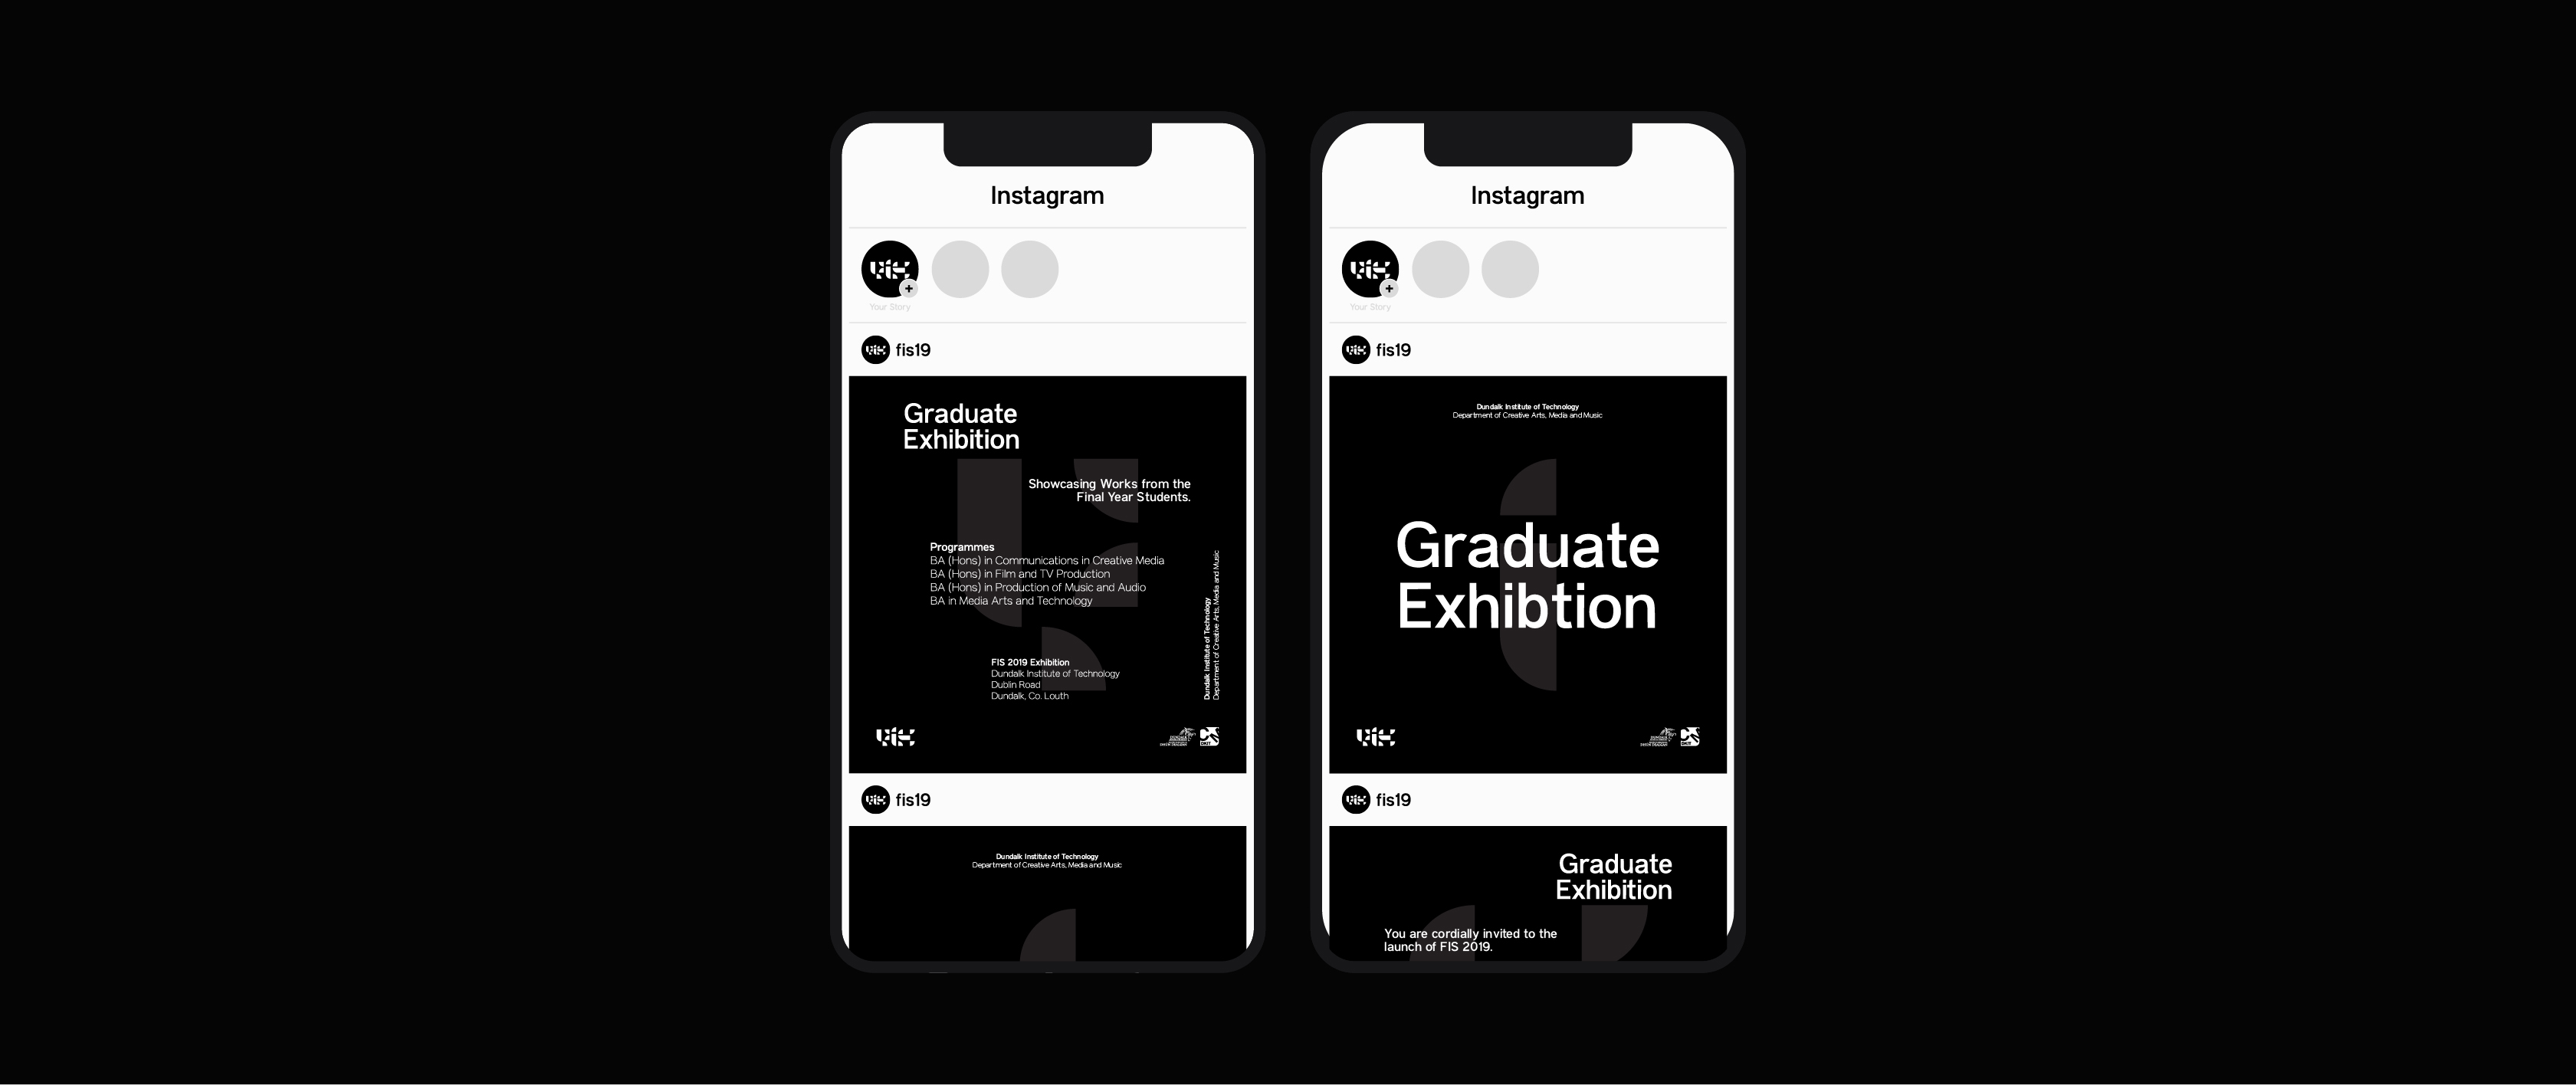 Instagram
Your Story
fis19
Graduate
Exhibition
Showcasing Works from the
Final Year Students.
Programmes
BA (Hons) in Communications in Creative Media
BA (Hons) in Film and TV Production
BA (Hons) in Production of Music and Audio
BA in Media Arts and Technology
FIS 2019 Exhibition
Dundalk Institute of Technology
Dublin Road
Dundalk, Co. Louth
Dundalk Institute of Technology
Department of Creative Arts, Media and Music
fis
fis19
Dundalk Institute of Technology
Department of Creative Arts, Media and Music
Instagram
Your Story
fis19
Dundalk Institute of Technology
Department of Creative Arts, Media and Music
Graduate
Exhibtion
fis
fis19
Graduate
Exhibition
You are cordially invited to the
launch of FIS 2019.